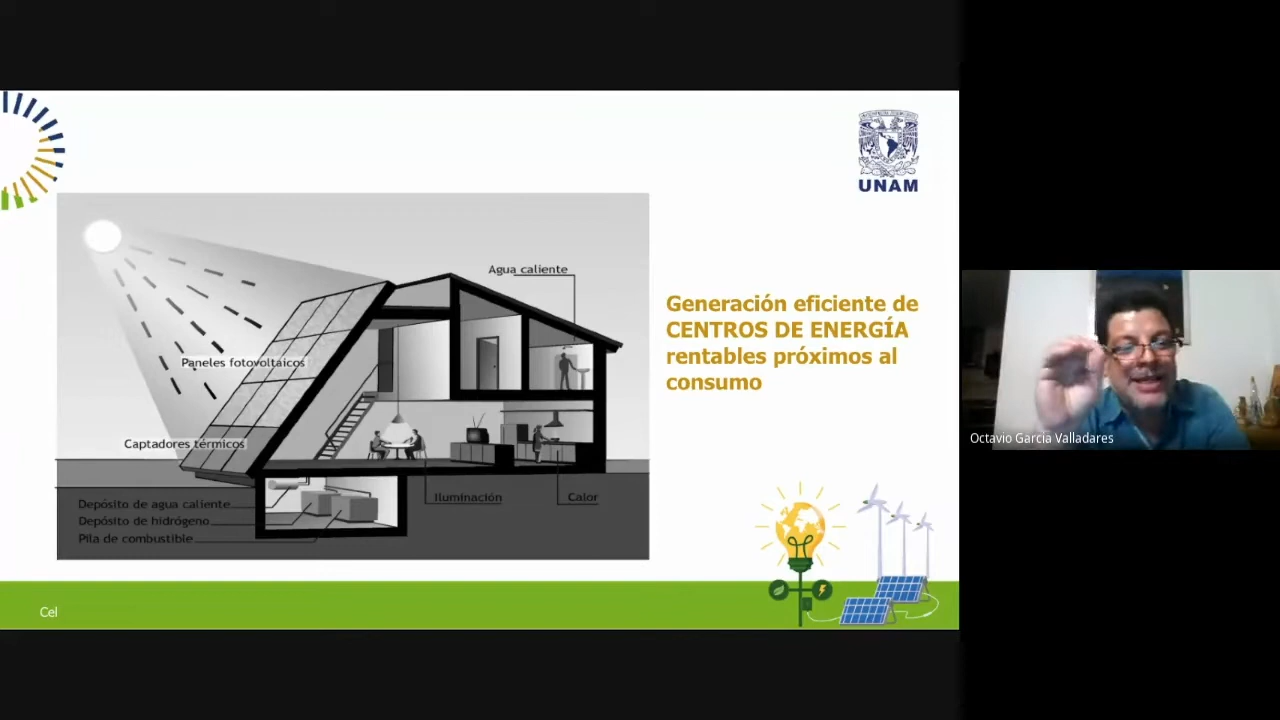 UNAM
Agua caliente
Paneles fotovoltaicos
Captadores térmicos
Depósito de agua caliente
Depósito de hidrógeno
Pila de combustible
Iluminación
Calor
Generación eficiente de
CENTROS DE ENERGÍA
rentables próximos al
consumo
Octavio Garcia Valladares
Cel